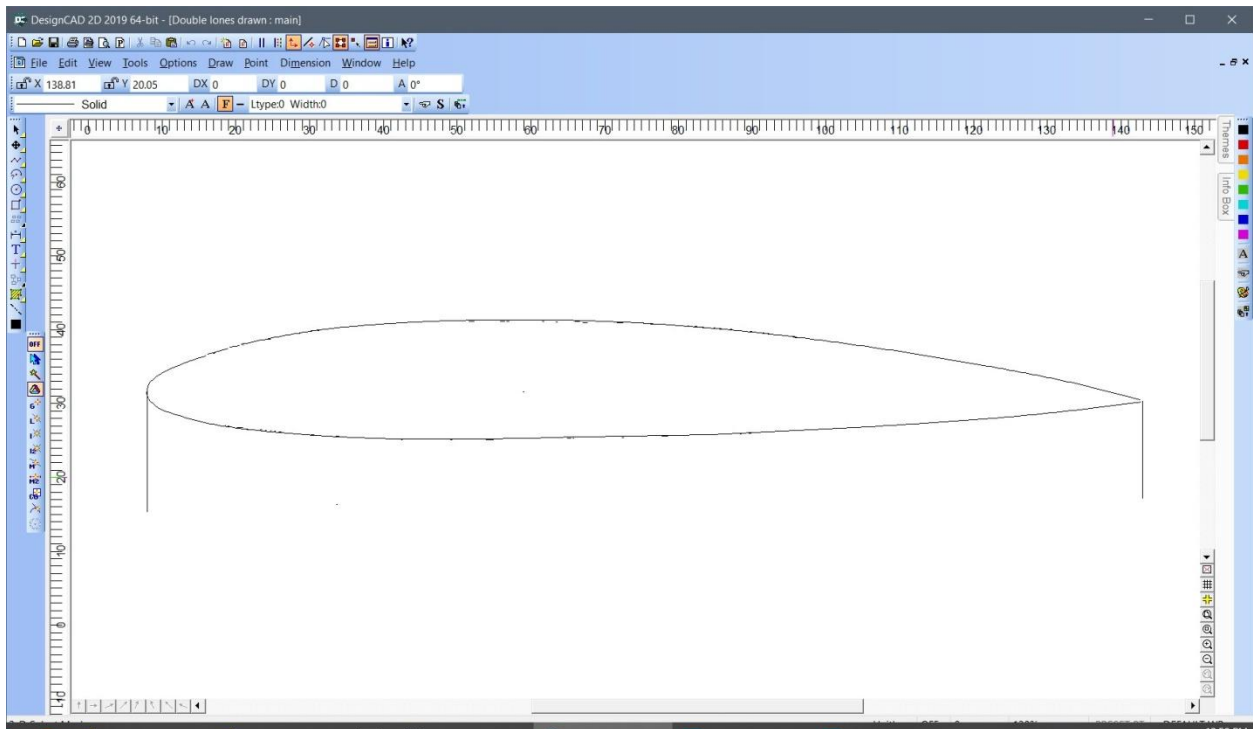 DesignCAD 2D 2019 64-bit - [Double lones drawn : main]
File Edit View Tools Options Draw Point Dimension Window Help
X 138.81 Y 20.05 DX 0 DY 0 D 0 A 0°
Solid A A F Ltype:0 Width:0 S
0 10 20 30 40 50 60 70 80 90 100 110 120 130 140 150
Themes
Info Box
60
50
40
30
20
10
0
-10
T
A
OFF